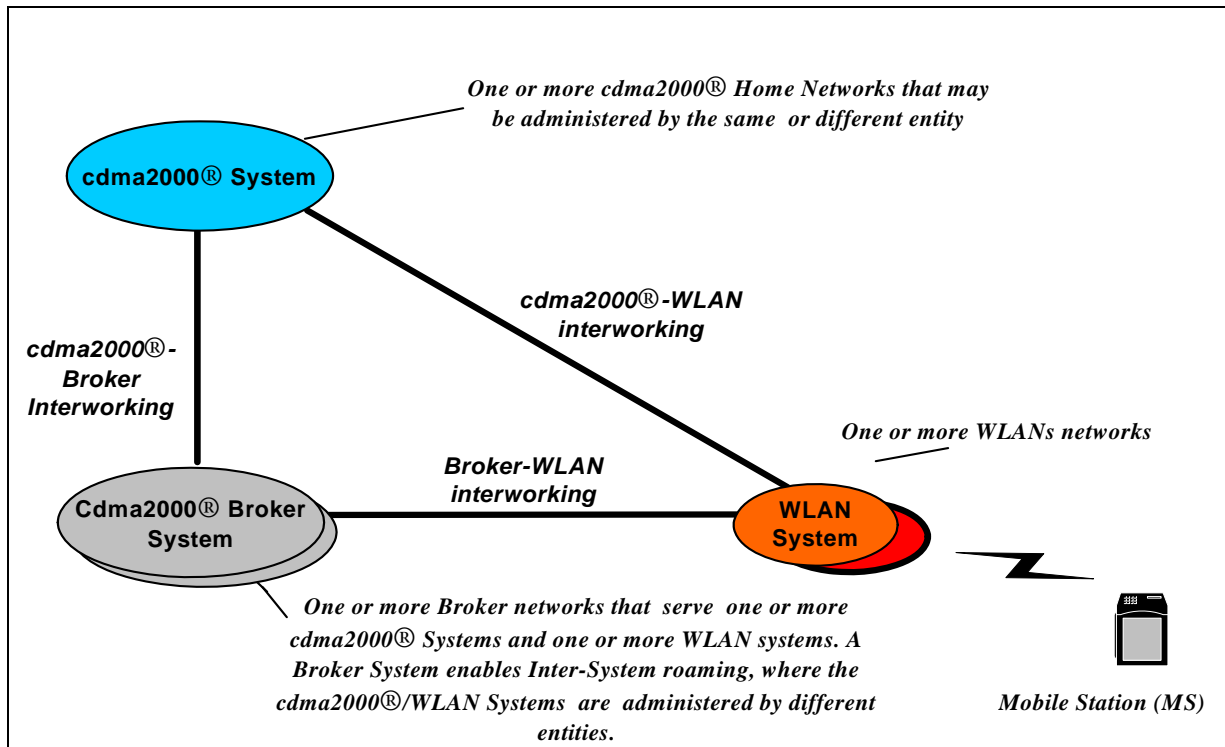 One or more cdma2000® Home Networks that may
be administered by the same or different entity
cdma2000® System
cdma2000®-WLAN
interworking
cdma2000®-
Broker
Interworking
One or more WLANs networks
Broker-WLAN
interworking
Cdma2000® Broker
System
WLAN
System
One or more Broker networks that serve one or more
cdma2000® Systems and one or more WLAN systems. A
Broker System enables Inter-System roaming, where the
cdma2000®/WLAN Systems are administered by different
entities.
Mobile Station (MS)